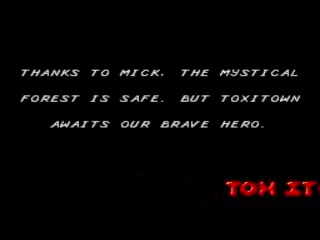 THANKS TO MICK, THE MYSTICAL
FOREST IS SAFE. BUT TOXITOWN
AWAITS OUR BRAVE HERO.